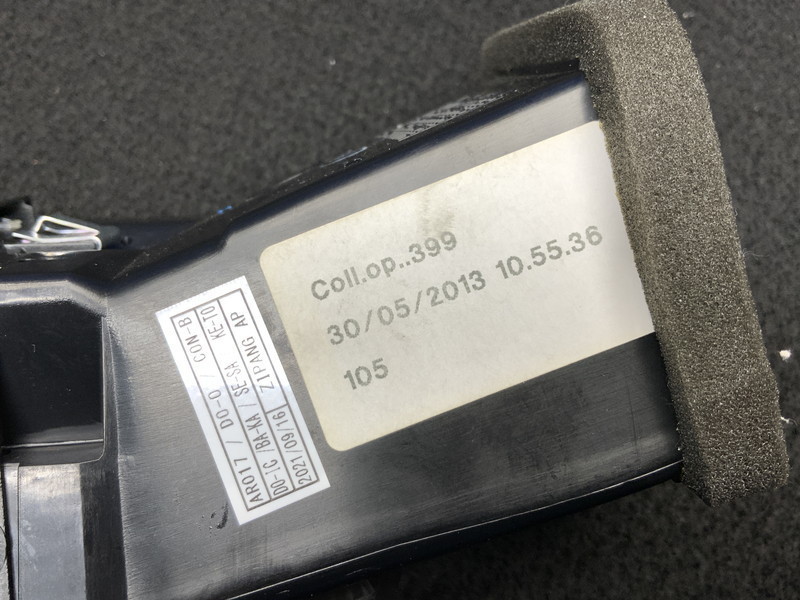 Coll.op..399
30/05/2013 10.55.36
105
AR017 // DO-0 / / CON-B
DO-IC /BA-KA / SE-SA KE-TO
2021/09/16 ZIPANG AP